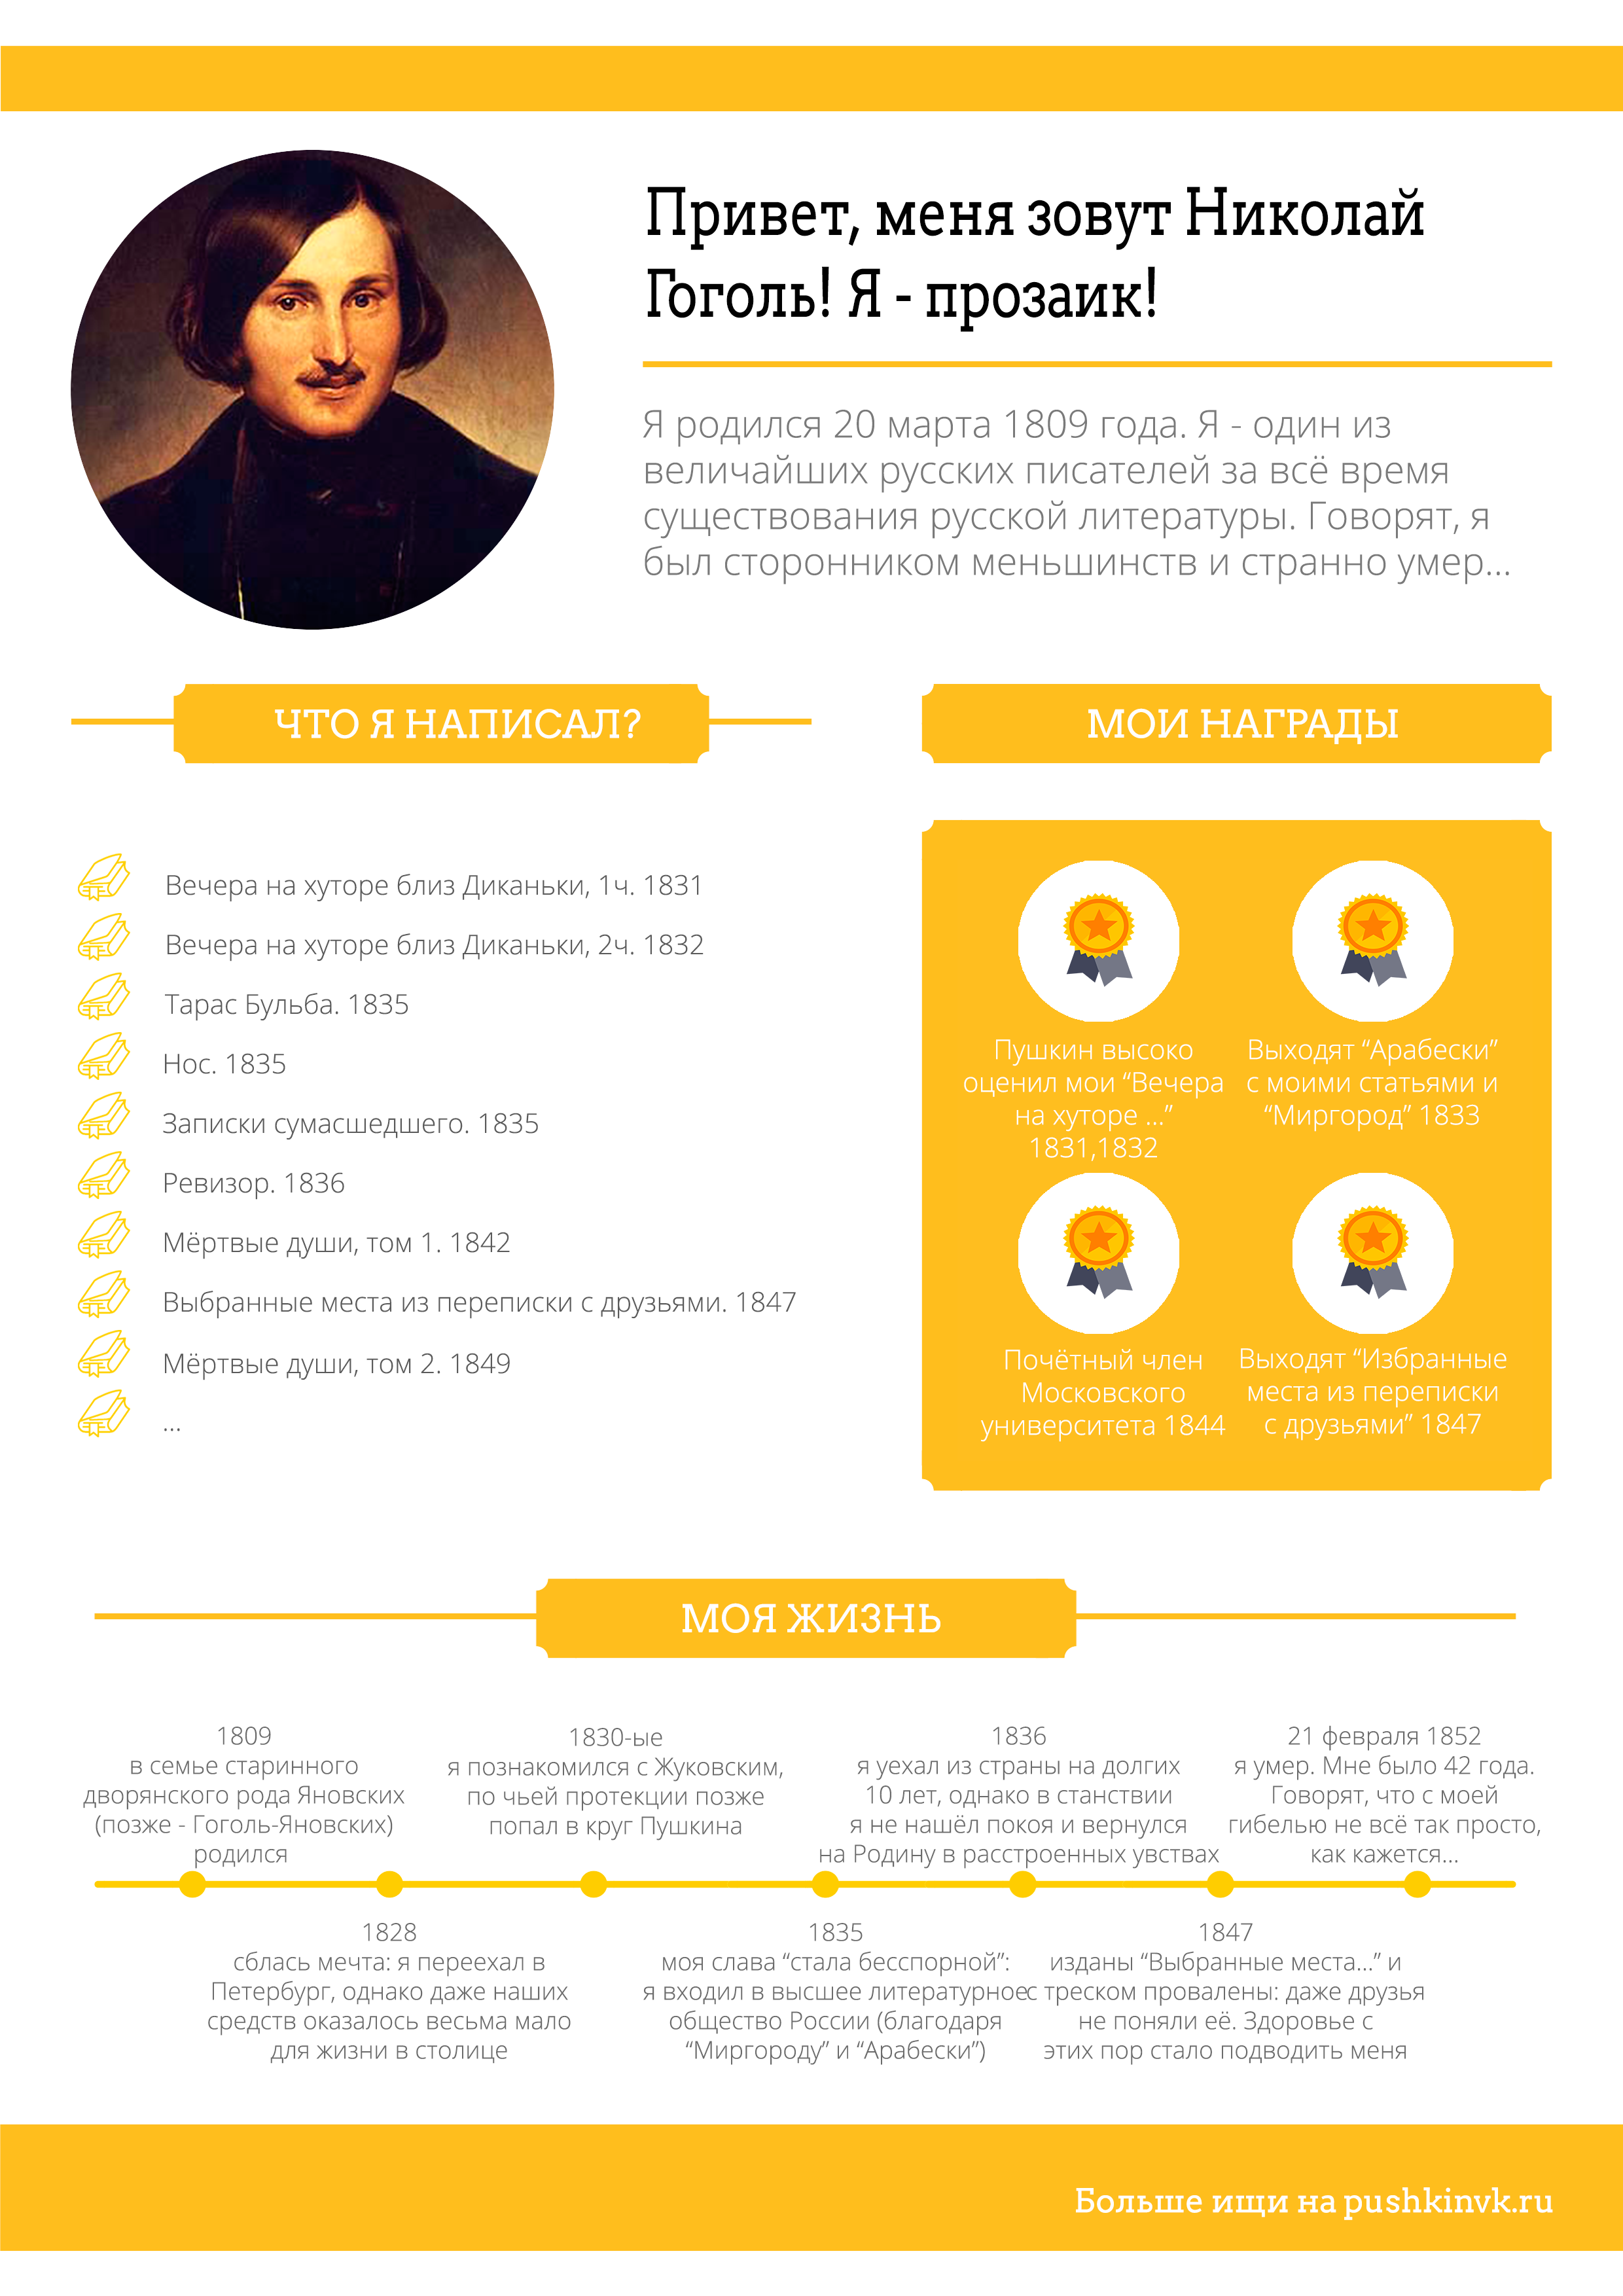 Привет, меня зовут Николай
Гоголь! Я - прозаик!
Я родился 20 марта 1809 года. Я - один из
величайших русских писателей за всё время
существования русской литературы. Говорят, я
был сторонником меньшинств и странно умер...
ЧТО Я НАПИСАЛ?
Вечера на хуторе близ Диканьки, 1ч. 1831
Вечера на хуторе близ Диканьки, 2ч. 1832
Тарас Бульба. 1835
Нос. 1835
Записки сумасшедшего. 1835
Ревизор. 1836
Мёртвые души, том 1. 1842
Выбранные места из переписки с друзьями. 1847
Мёртвые души, том 2. 1849
...
МОИ НАГРАДЫ
Пушкин высоко
оценил мои “Вечера
на хуторе ...”
1831,1832
Выходят “Арабески”
с моими статьями и
“Миргород” 1833
Почётный член
Московского
университета 1844
Выходят “Избранные
места из переписки
с друзьями” 1847
МОЯ ЖИЗНЬ
1809
в семье старинного
дворянского рода Яновских
(позже - Гоголь-Яновских)
родился
1828
сблась мечта: я переехал в
Петербург, однако даже наших
средств оказалось весьма мало
для жизни в столице
1830-ые
я познакомился с Жуковским,
по чьей протекции позже
попал в круг Пушкина
1835
моя слава “стала бесспорной”:
я входил в высшее литературное
общество России (благодаря
“Миргороду” и “Арабески”)
1836
я уехал из страны на долгих
10 лет, однако в станствии
я не нашёл покоя и вернулся
на Родину в расстроенных увствах
1847
изданы “Выбранные места...” и
с треском провалены: даже друзья
не поняли её. Здоровье с
этих пор стало подводить меня
21 февраля 1852
я умер. Мне было 42 года.
Говорят, что с моей
гибелью не всё так просто,
как кажется...
Больше ищи на pushkinvk.ru